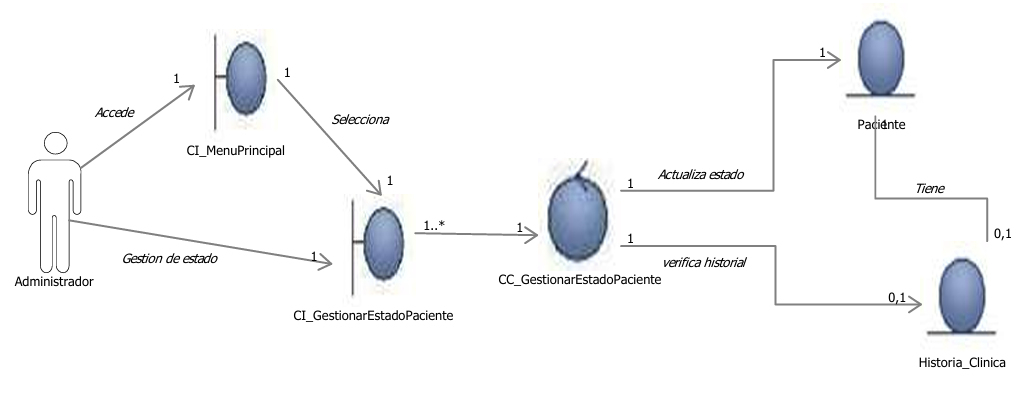 1
1
Paciente
1
Accede
1
1
Selecciona
CI_MenuPrincipal
Actualiza estado
1
1
Tiene
0,1
1..*
1
1
verifica historial
Gestion de estado
1
CC_GestionarEstadoPaciente
Administrador
0,1
CI_GestionarEstadoPaciente
Historia_Clinica